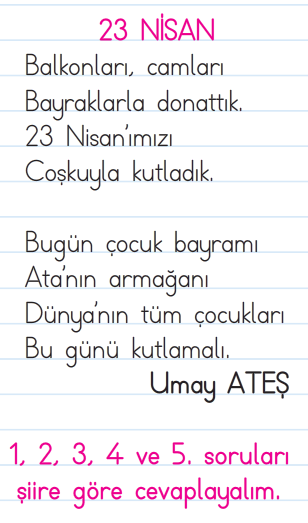 23 NİSAN
Balkonları, camları
Bayraklarla donattık.
23 Nisan'ımızı
Coşkuyla kutladık.
Bugün çocuk bayramı
Ata'nın armağanı
Dünya'nın tüm çocukları
Bu günü kutlamalı.
Umay ATEŞ
1, 2, 3, 4 ve 5. soruları
şiire göre cevaplayalım.